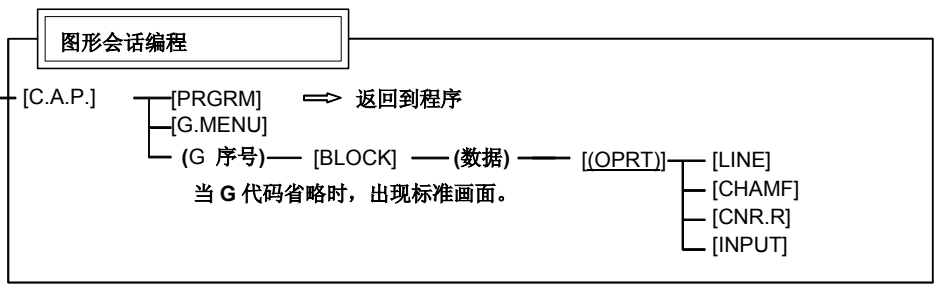 图形会话编程
[C.A.P.] [PRGRM] 返回到程序
[G.MENU]
(G 序号) [BLOCK] (数据) [(OPRT)] [LINE]
当 G 代码省略时，出现标准画面。
[CHAMF]
[CNR.R]
[INPUT]